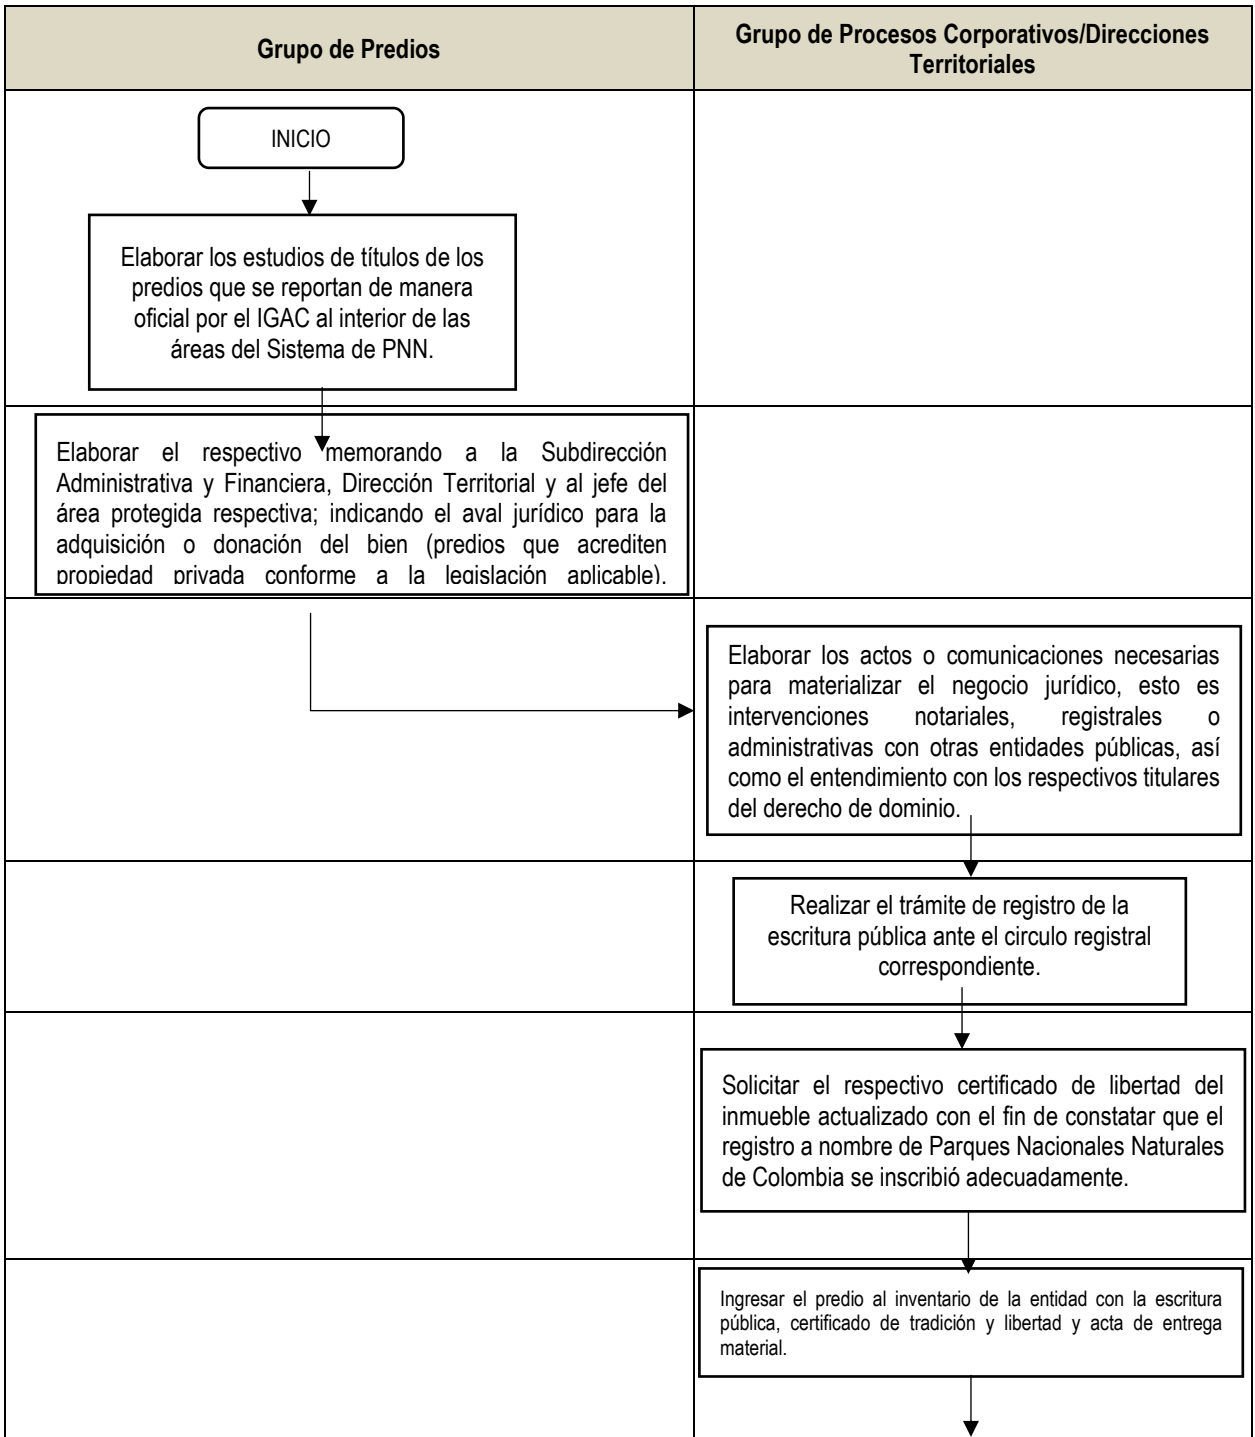 Grupo de Predios
Grupo de Procesos Corporativos/Direcciones
Territoriales
INICIO
Elaborar los estudios de títulos de los
predios que se reportan de manera
oficial por el IGAC al interior de las
áreas del Sistema de PNN.
Elaborar el respectivo memorando a la Subdirección
Administrativa y Financiera, Dirección Territorial y al jefe del
área protegida respectiva; indicando el aval jurídico para la
adquisición o donación del bien (predios que acrediten
propiedad privada conforme a la legislación aplicable).
Elaborar los actos o comunicaciones necesarias
para materializar el negocio jurídico, esto es
intervenciones notariales, registrales o
administrativas con otras entidades públicas, así
como el entendimiento con los respectivos titulares
del derecho de dominio.
Realizar el trámite de registro de la
escritura pública ante el circulo registral
correspondiente.
Solicitar el respectivo certificado de libertad del
inmueble actualizado con el fin de constatar que el
registro a nombre de Parques Nacionales Naturales
de Colombia se inscribió adecuadamente.
Ingresar el predio al inventario de la entidad con la escritura
pública, certificado de tradición y libertad y acta de entrega
material.